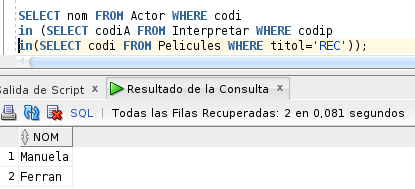 SELECT nom FROM Actor WHERE codi
in (SELECT codiA FROM Interpretar WHERE codip
in(SELECT codi FROM Pelicules WHERE titol='REC'));
Salida de Script × Resultado de la Consulta ×
SQL | Todas las Filas Recuperadas: 2 en 0,081 segundos
NOM
1 Manuela
2 Ferran